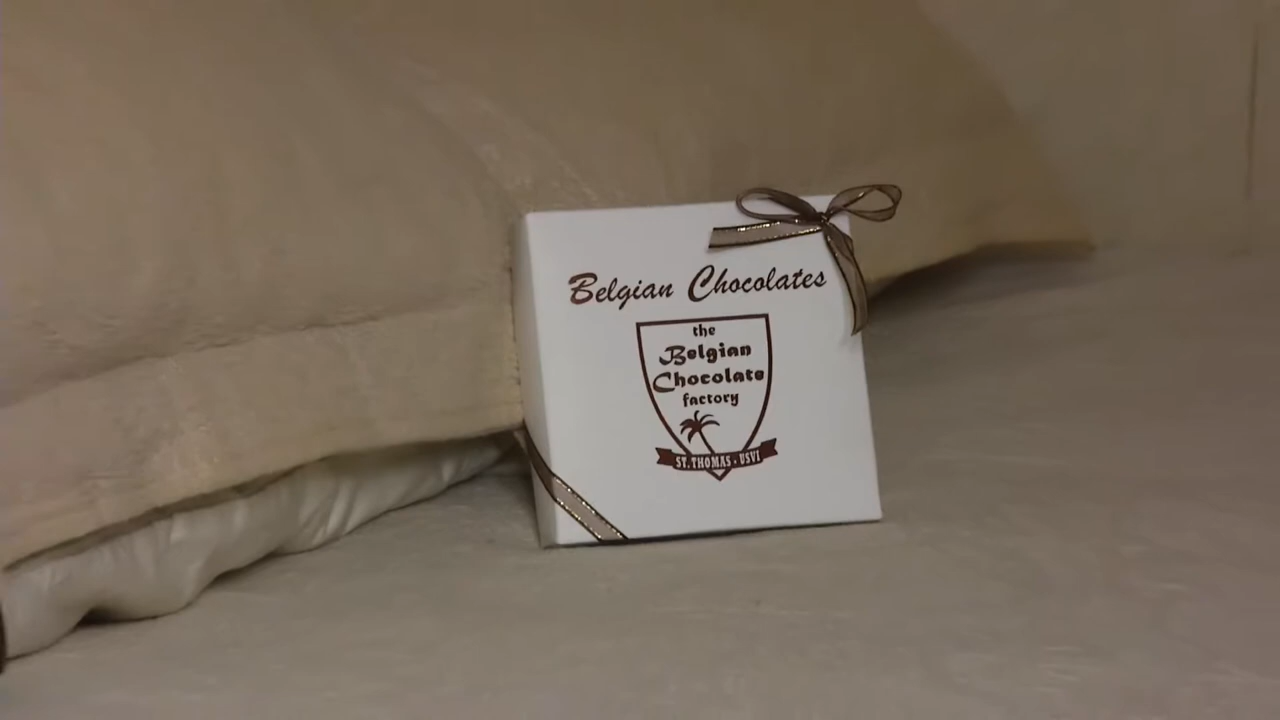 Belgian Chocolates
the
Belgian
Chocolate
factory
ST. THOMAS - USVI